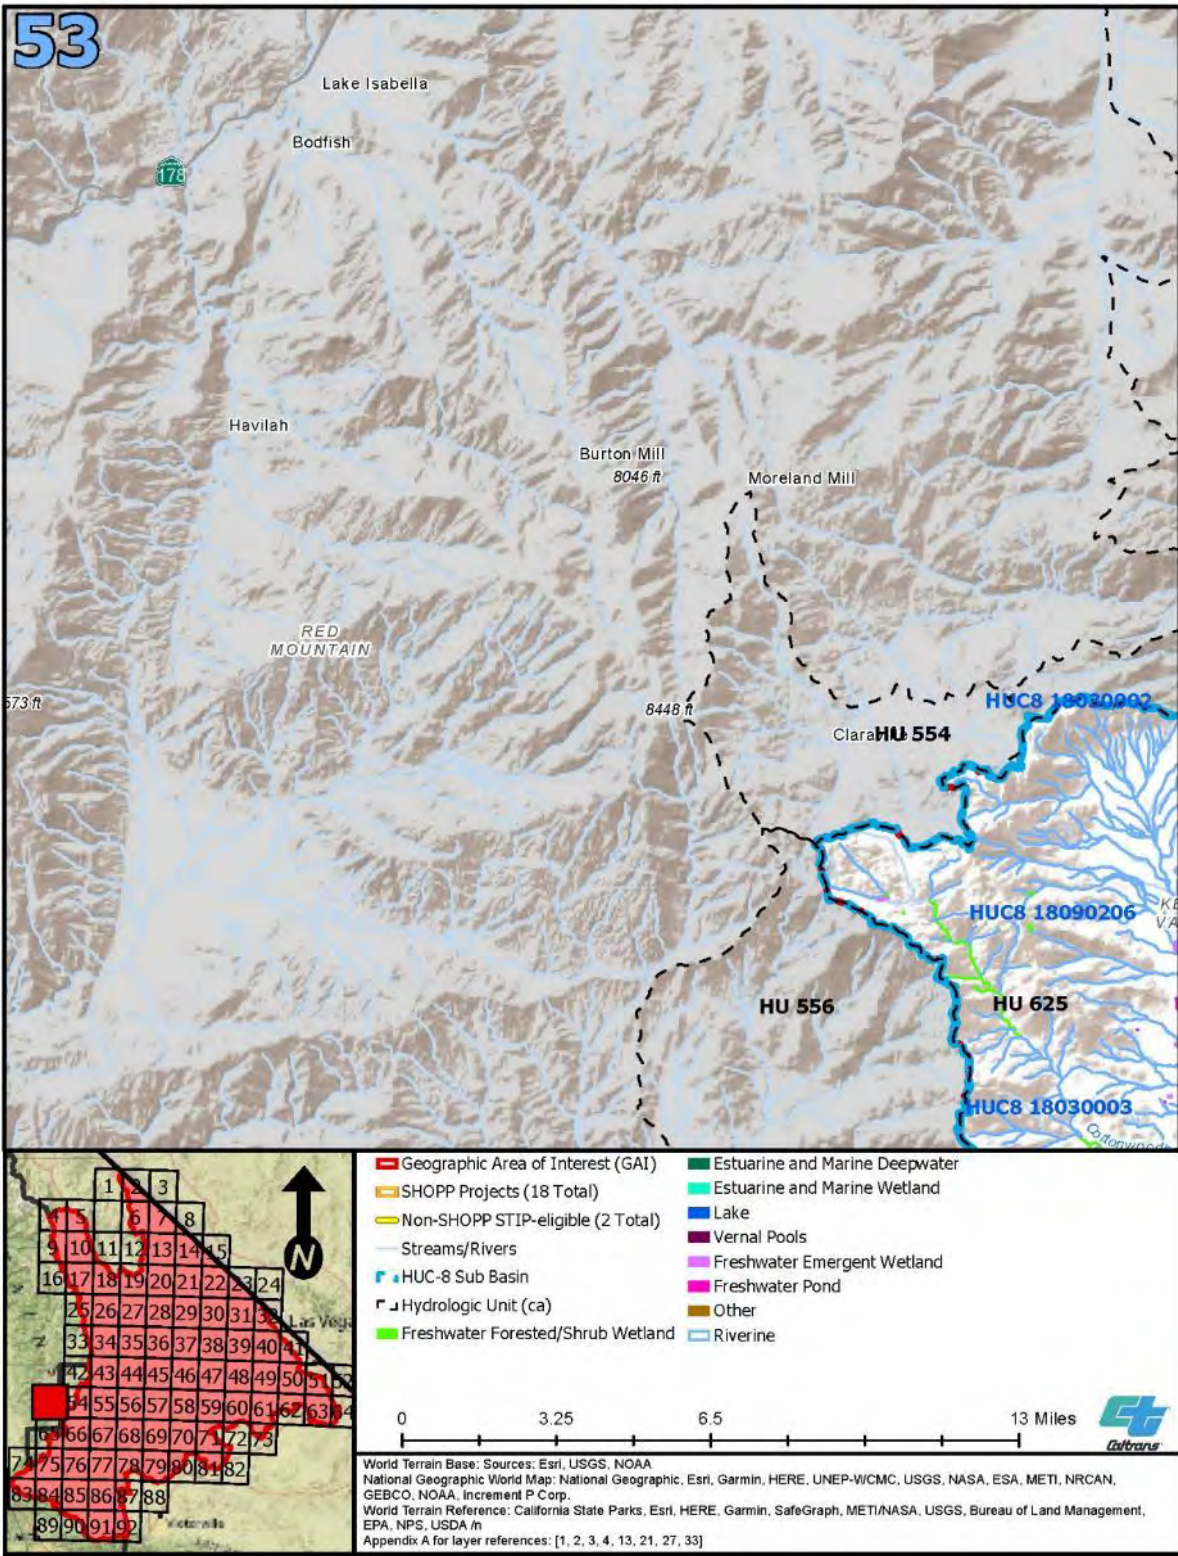 53
Lake Isabella
Bodfish
178
Havilah
Burton Mill
8046 ft
Moreland Mill
RED
MOUNTAIN
573 ft
8448 ft
HUC8 18030002
HU 554
HUC8 18090206
HU 556
HU 625
HUC8 18030003
1 2 3
4 5 6 7 8
9 10 11 12 13 14 15
16 17 18 19 20 21 22 23 24
25 26 27 28 29 30 31 32
Las Vega
33 34 35 36 37 38 39 40 41
42 43 44 45 46 47 48 49 50 51 52
54 55 56 57 58 59 60 61 62 63 64
65 66 67 68 69 70 71 72 73
74 75 76 77 78 79 80 81 82
83 84 85 86 87 88
89 90 91 92
Victorville
N
Geographic Area of Interest (GAI)
SHOPP Projects (18 Total)
Non-SHOPP STIP-eligible (2 Total)
Streams/Rivers
HUC-8 Sub Basin
Hydrologic Unit (ca)
Freshwater Forested/Shrub Wetland
Estuarine and Marine Deepwater
Estuarine and Marine Wetland
Lake
Vernal Pools
Freshwater Emergent Wetland
Freshwater Pond
Other
Riverine
0 3.25 6.5 13 Miles
Caltrans
World Terrain Base: Sources: Esri, USGS, NOAA
National Geographic World Map: National Geographic, Esri, Garmin, HERE, UNEP-WCMC, USGS, NASA, ESA, METI, NRCAN,
GEBCO, NOAA, Increment P Corp.
World Terrain Reference: California State Parks, Esri, HERE, Garmin, SafeGraph, METI/NASA, USGS, Bureau of Land Management,
EPA, NPS, USDA /n
Appendix A for layer references: [1, 2, 3, 4, 13, 21, 27, 33]